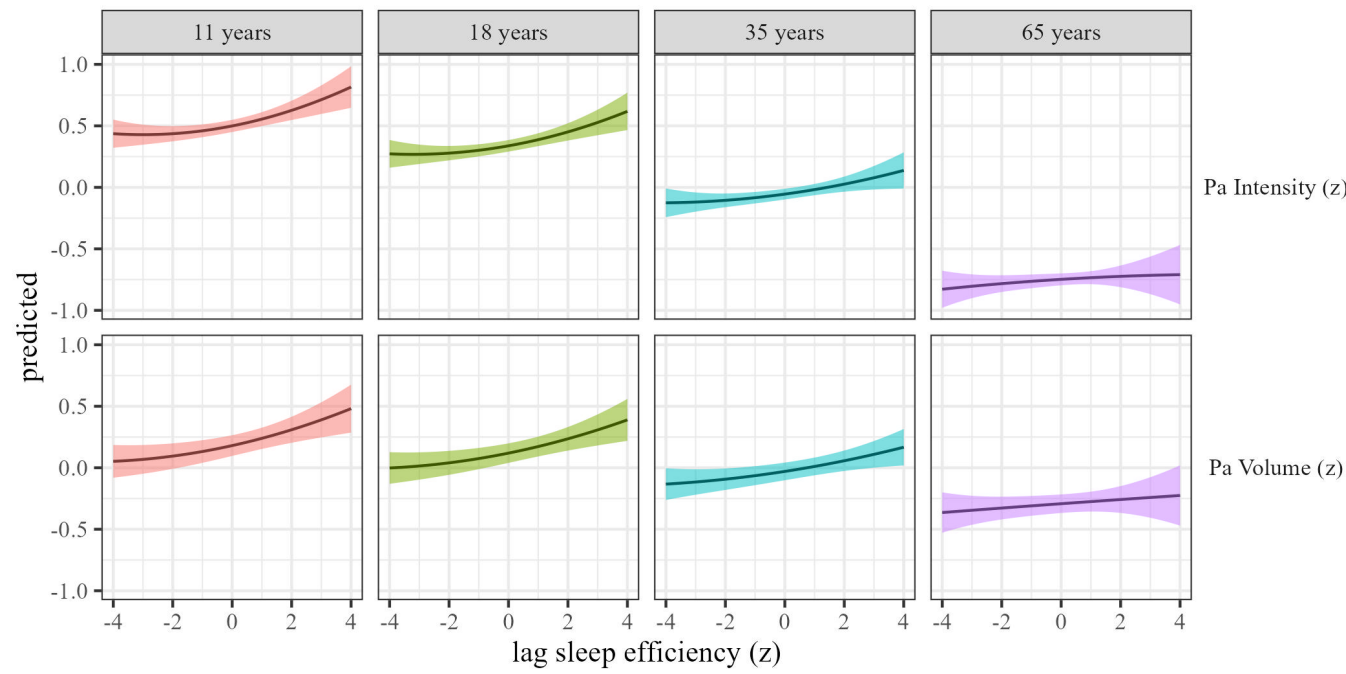 11 years 18 years 35 years 65 years
1.0
0.5
0.0
-0.5
-1.0
Pa Intensity (z)
predicted
1.0
0.5
0.0
-0.5
-1.0
Pa Volume (z)
-4 -2 0 2 4 -4 -2 0 2 4 -4 -2 0 2 4 -4 -2 0 2 4
lag sleep efficiency (z)